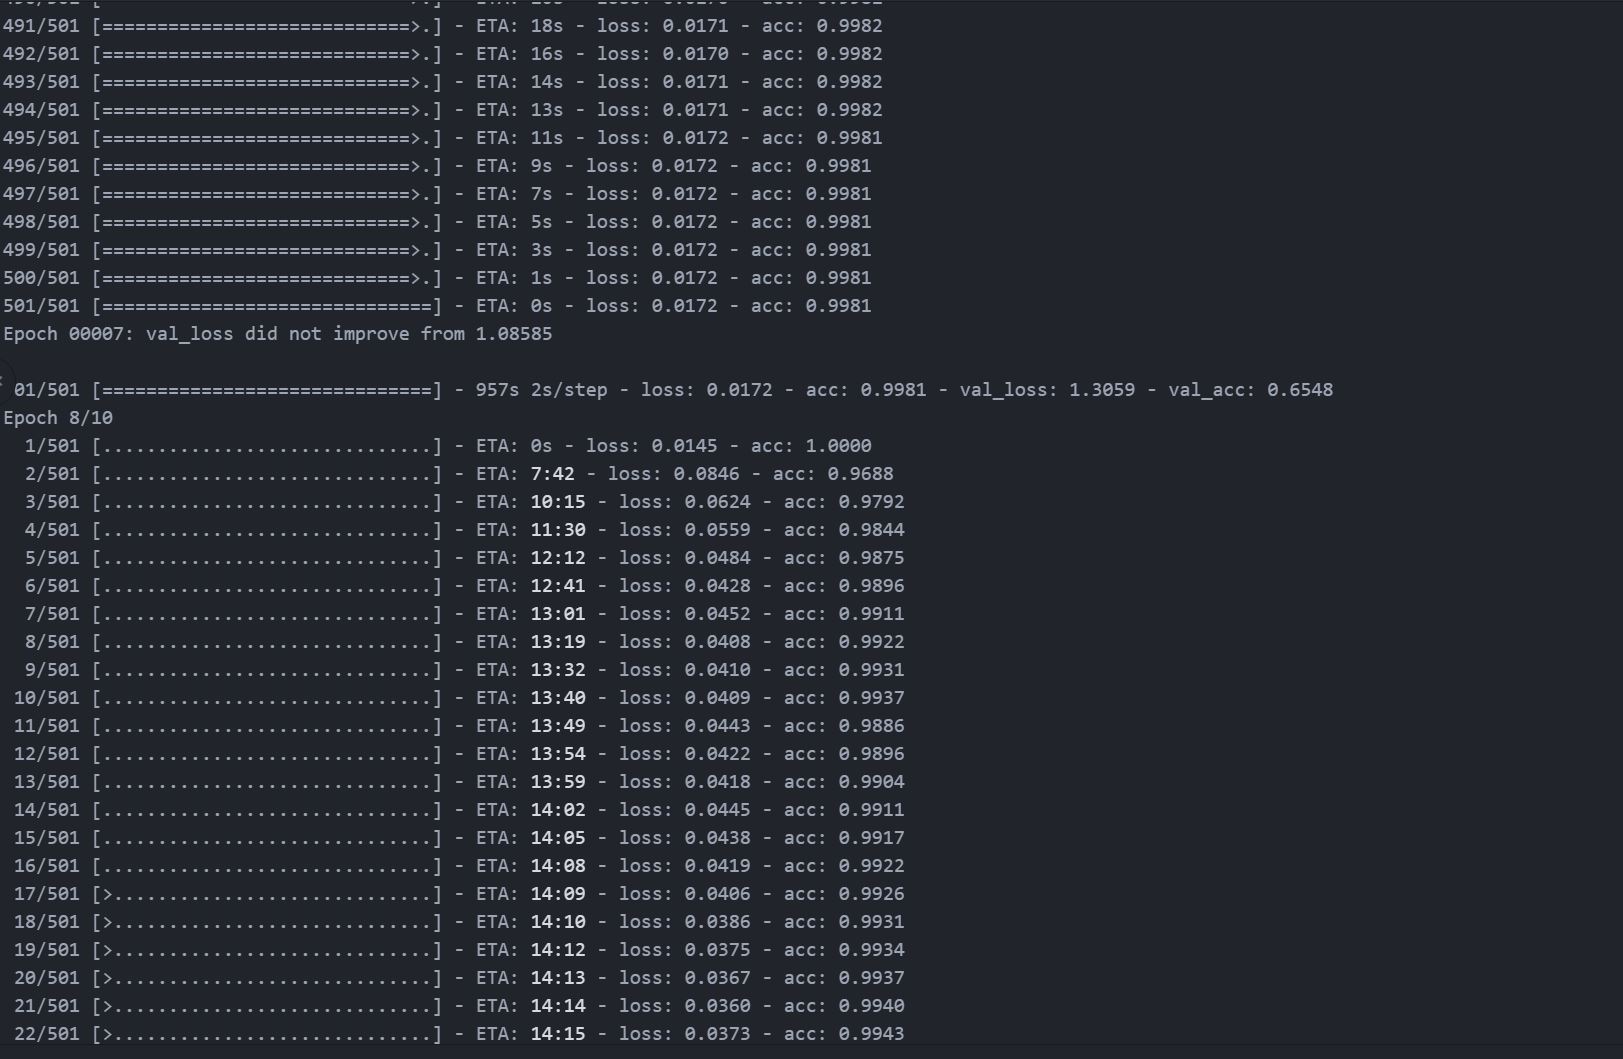 491/501 [============================>.] - ETA: 18s - loss: 0.0171 - acc: 0.9982
492/501 [============================>.] - ETA: 16s - loss: 0.0170 - acc: 0.9982
493/501 [============================>.] - ETA: 14s - loss: 0.0171 - acc: 0.9982
494/501 [============================>.] - ETA: 13s - loss: 0.0171 - acc: 0.9982
495/501 [============================>.] - ETA: 11s - loss: 0.0172 - acc: 0.9981
496/501 [============================>.] - ETA: 9s - loss: 0.0172 - acc: 0.9981
497/501 [============================>.] - ETA: 7s - loss: 0.0172 - acc: 0.9981
498/501 [============================>.] - ETA: 5s - loss: 0.0172 - acc: 0.9981
499/501 [============================>.] - ETA: 3s - loss: 0.0172 - acc: 0.9981
500/501 [============================>.] - ETA: 1s - loss: 0.0172 - acc: 0.9981
501/501 [==============================] - ETA: 0s - loss: 0.0172 - acc: 0.9981
Epoch 00007: val_loss did not improve from 1.08585
01/501 [==============================] - 957s 2s/step - loss: 0.0172 - acc: 0.9981 - val_loss: 1.3059 - val_acc: 0.6548
Epoch 8/10
1/501 [..............................] - ETA: 0s - loss: 0.0145 - acc: 1.0000
2/501 [..............................] - ETA: 7:42 - loss: 0.0846 - acc: 0.9688
3/501 [..............................] - ETA: 10:15 - loss: 0.0624 - acc: 0.9792
4/501 [..............................] - ETA: 11:30 - loss: 0.0559 - acc: 0.9844
5/501 [..............................] - ETA: 12:12 - loss: 0.0484 - acc: 0.9875
6/501 [..............................] - ETA: 12:41 - loss: 0.0428 - acc: 0.9896
7/501 [..............................] - ETA: 13:01 - loss: 0.0452 - acc: 0.9911
8/501 [..............................] - ETA: 13:19 - loss: 0.0408 - acc: 0.9922
9/501 [..............................] - ETA: 13:32 - loss: 0.0410 - acc: 0.9931
10/501 [..............................] - ETA: 13:40 - loss: 0.0409 - acc: 0.9937
11/501 [..............................] - ETA: 13:49 - loss: 0.0443 - acc: 0.9886
12/501 [..............................] - ETA: 13:54 - loss: 0.0422 - acc: 0.9896
13/501 [..............................] - ETA: 13:59 - loss: 0.0418 - acc: 0.9904
14/501 [..............................] - ETA: 14:02 - loss: 0.0445 - acc: 0.9911
15/501 [..............................] - ETA: 14:05 - loss: 0.0438 - acc: 0.9917
16/501 [..............................] - ETA: 14:08 - loss: 0.0419 - acc: 0.9922
17/501 [>.............................] - ETA: 14:09 - loss: 0.0406 - acc: 0.9926
18/501 [>.............................] - ETA: 14:10 - loss: 0.0386 - acc: 0.9931
19/501 [>.............................] - ETA: 14:12 - loss: 0.0375 - acc: 0.9934
20/501 [>.............................] - ETA: 14:13 - loss: 0.0367 - acc: 0.9937
21/501 [>.............................] - ETA: 14:14 - loss: 0.0360 - acc: 0.9940
22/501 [>.............................] - ETA: 14:15 - loss: 0.0373 - acc: 0.9943